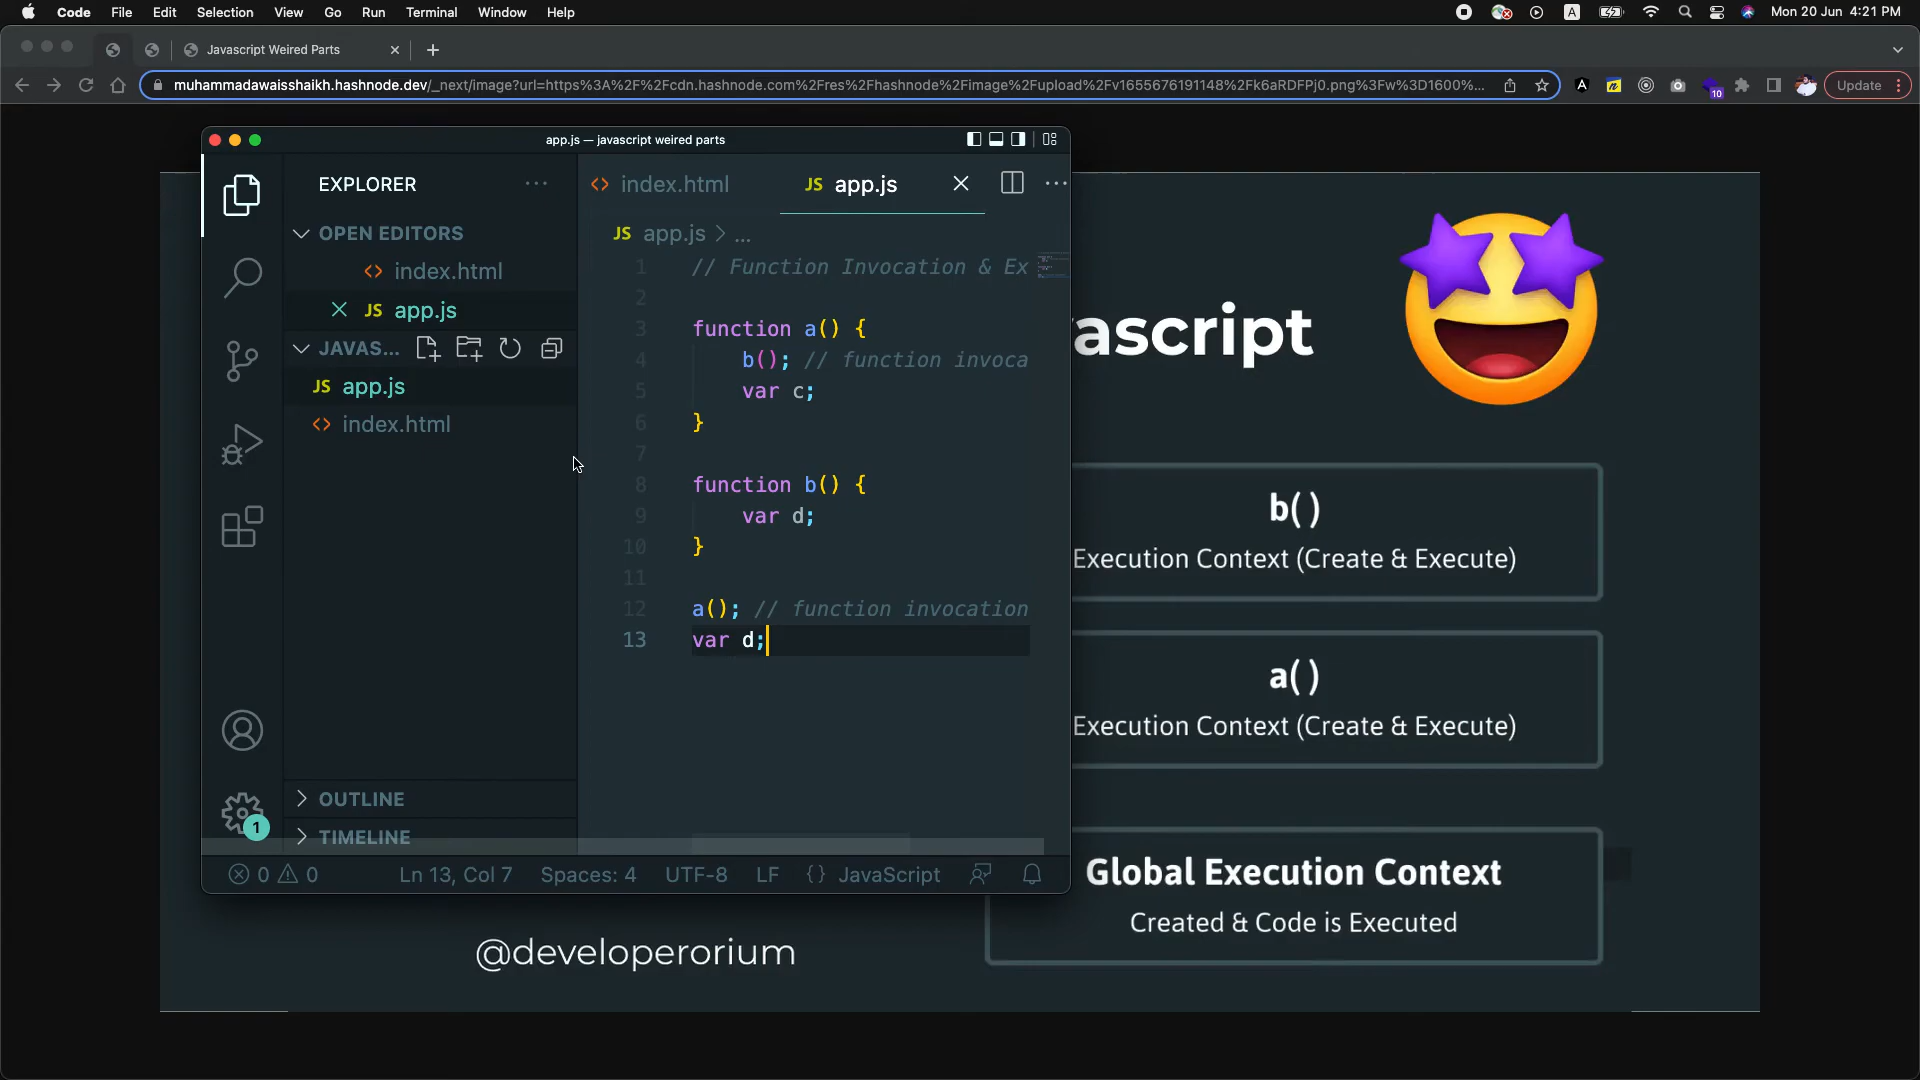 Code File Edit Selection View Go Run Terminal Window Help
A
Mon 20 Jun 4:21 PM
Javascript Weired Parts
muhammadawaisshaikh.hashnode.dev/_next/image?url=https%3A%2F%2Fcdn.hashnode.com%2Fres%2Fhashnode%2Fimage%2Fupload%2Fv1655676191148%2Fk6aRDFPj0.png%3Fw%3D1600%...
A n 10 Update
app.js — javascript weired parts
EXPLORER
OPEN EDITORS
index.html
JS app.js
JAVAS...
JS app.js
index.html
OUTLINE
TIMELINE
1
index.html JS app.js
JS app.js > ...
1 // Function Invocation & Ex
2
3 function a() {
4 b(); // function invoca
5 var c;
6 }
7
8 function b() {
9 var d;
10 }
11
12 a(); // function invocation
13 var d;
0 0 Ln 13, Col 7 Spaces: 4 UTF-8 LF {} JavaScript
ascript
b( )
Execution Context (Create & Execute)
a( )
Execution Context (Create & Execute)
Global Execution Context
Created & Code is Executed
@developerorium